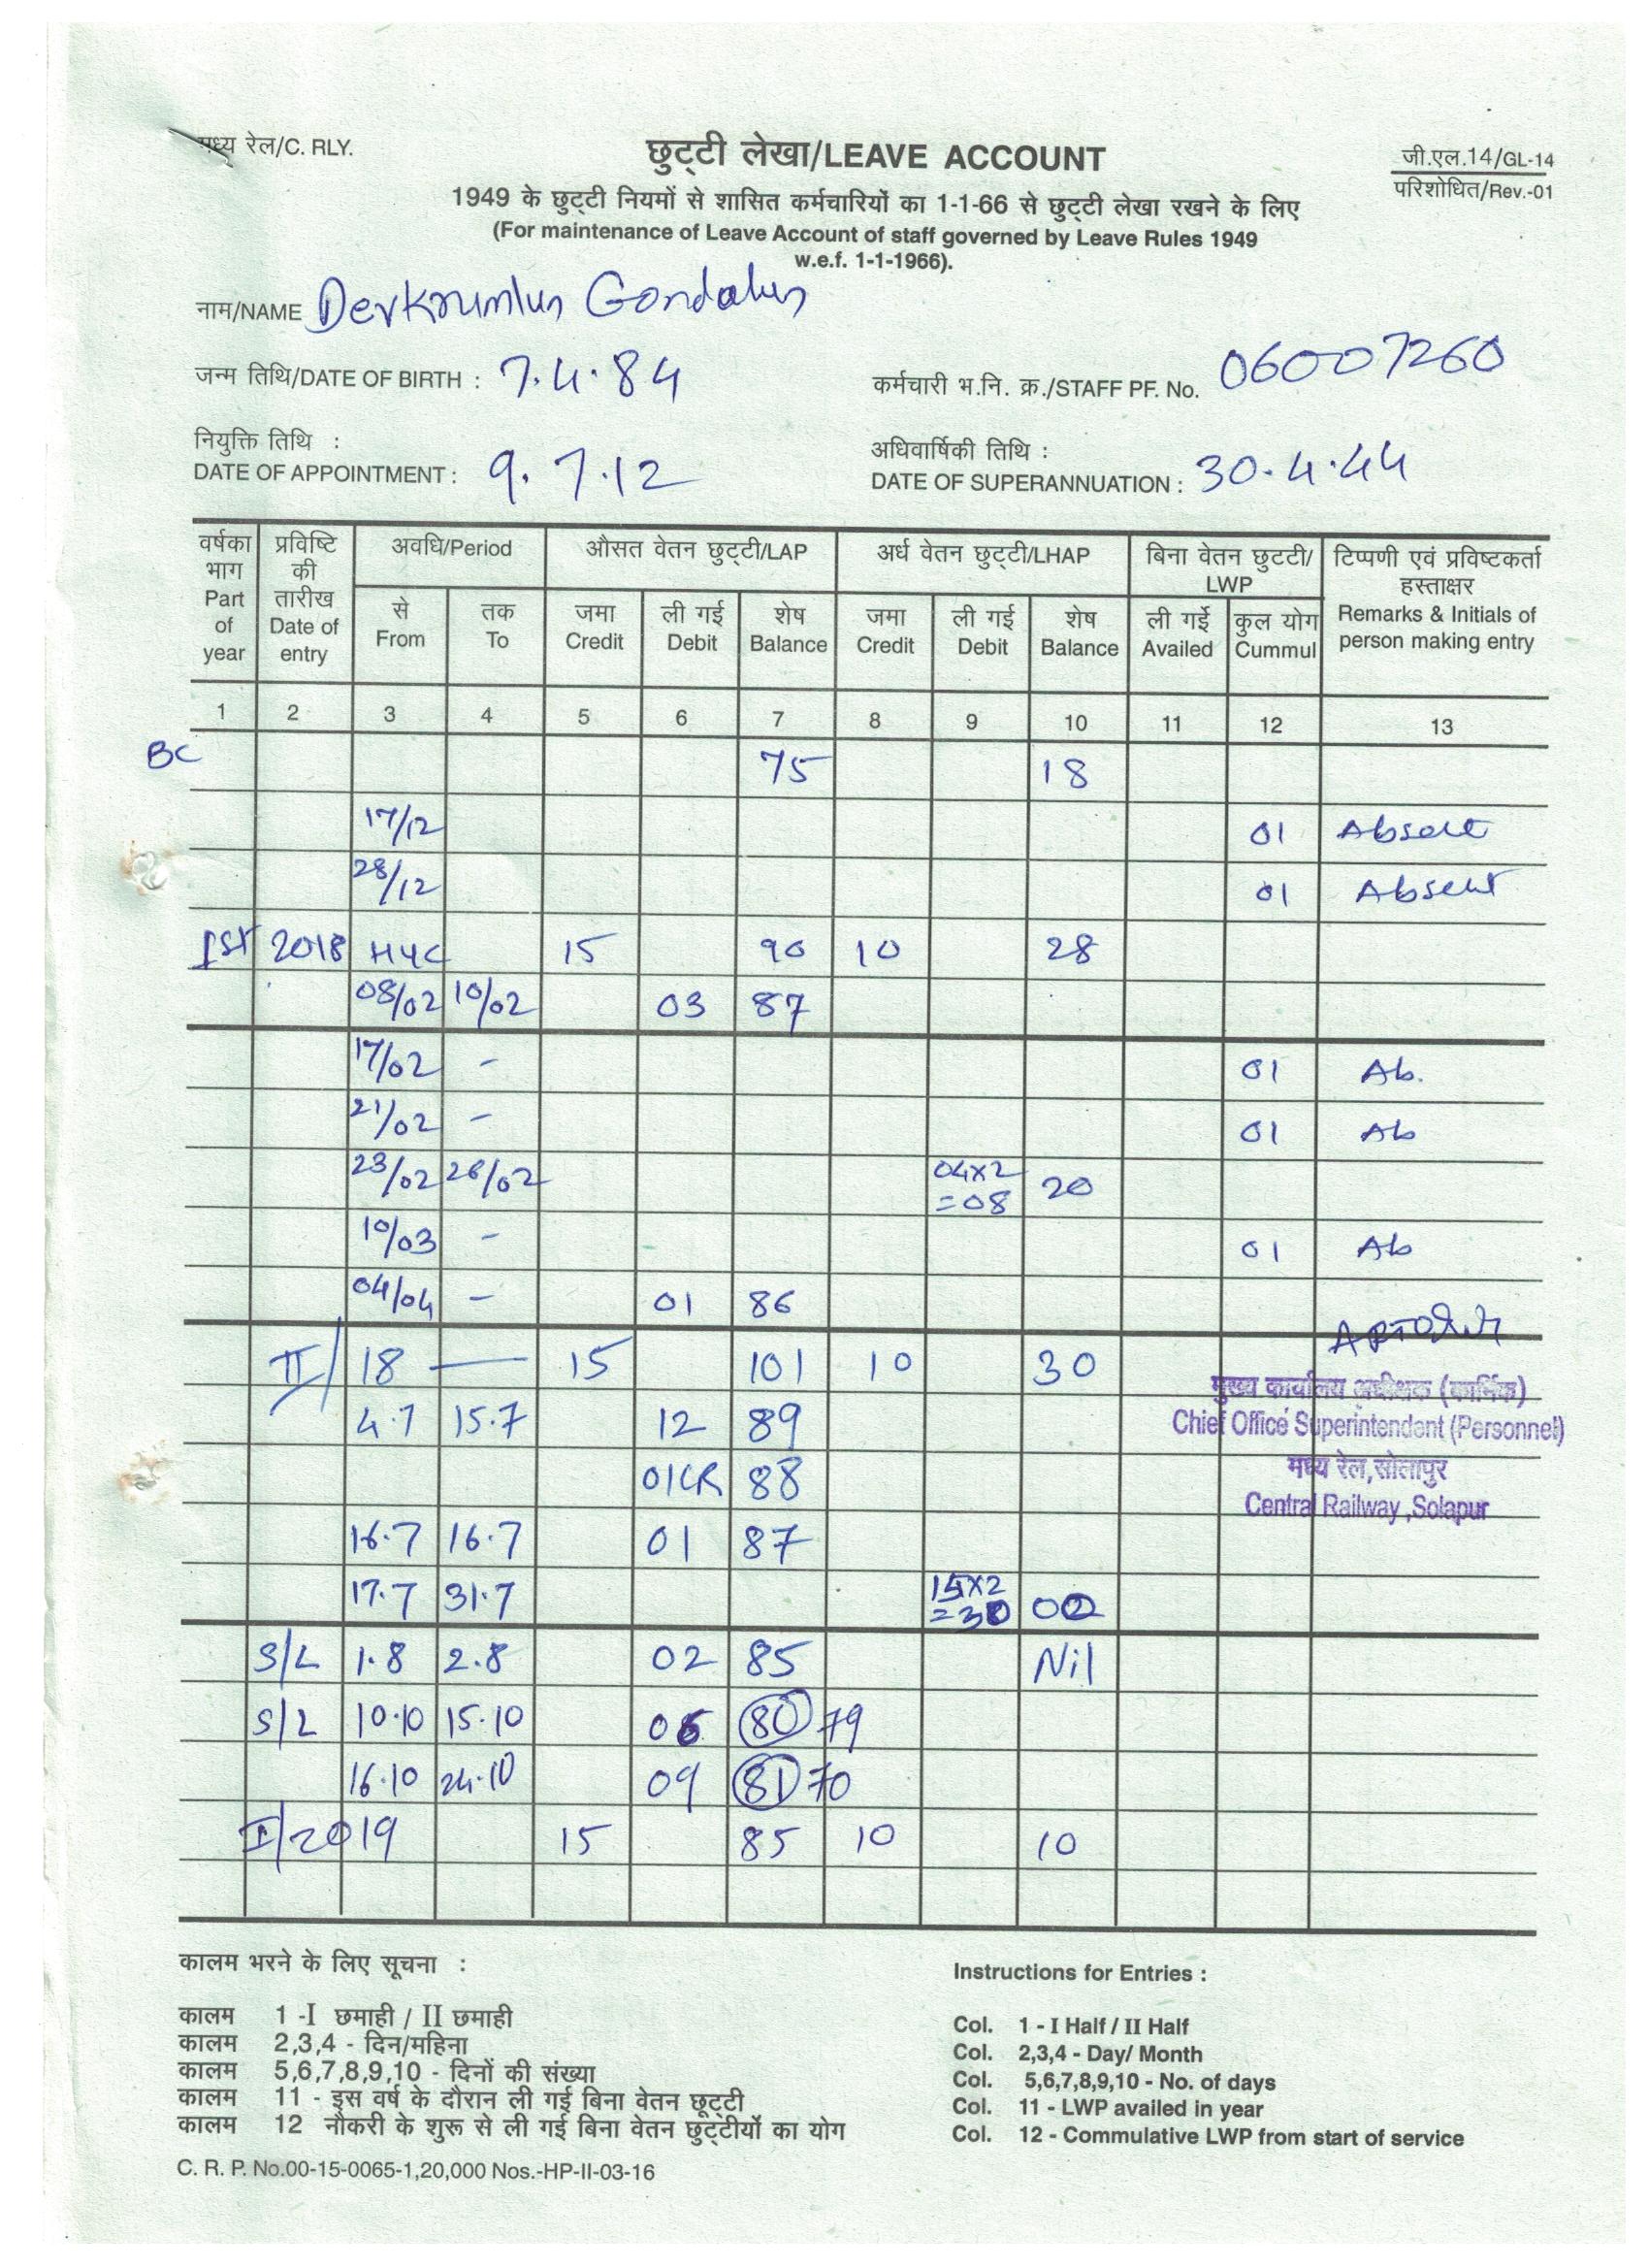 मध्य रेल/C. RLY.
छुट्टी लेखा/LEAVE ACCOUNT
जी.एल.14/GL-14
परिशोधित/Rev.-01
1949 के छुट्टी नियमों से शासित कर्मचारियों का 1-1-66 से छुट्टी लेखा रखने के लिए
(For maintenance of Leave Account of staff governed by Leave Rules 1949
w.e.f. 1-1-1966).
नाम/NAME
जन्म तिथि/DATE OF BIRTH : 7.4.84
कर्मचारी भ.नि. क्र./STAFF PF. No. 06007260
नियुक्ति तिथि :
DATE OF APPOINTMENT : 9.7.12
अधिवार्षिकी तिथि :
DATE OF SUPERANNUATION : 30.4.44
वर्षका भाग Part of year
प्रविष्टि की तारीख Date of entry
अवधि/Period
औसत वेतन छुट्टी/LAP
अर्ध वेतन छुट्टी/LHAP
बिना वेतन छुटटी/ LWP
टिप्पणी एवं प्रविष्टकर्ता हस्ताक्षर Remarks & Initials of person making entry
से From
तक To
जमा Credit
ली गई Debit
शेष Balance
जमा Credit
ली गई Debit
शेष Balance
ली गई Availed
कुल योग Cummul
1 2 3 4 5 6 7 8 9 10 11 12 13
BC 75 18
17/12 01 Absent
28/12 01 Absent
Ist 2018 HYC 15 90 10 28
08/02 10/02 03 87
17/02 - 01 Ab.
21/02 - 01 Ab
23/02 26/02 04x2 =08 20
10/03 - 01 Ab
04/04 - 01 86
II/ 18 — 15 101 10 30
मुख्य कार्यालय अधीक्षक (कार्मिक)
4.7 15.7 12 89
Chief Office Superintendent (Personnel)
01CR 88
मध्य रेल,सोलापुर
Central Railway ,Solapur
16.7 16.7 01 87
17.7 31.7 15x2 =30 00
S/L 1.8 2.8 02 85 Nil
S/L 10.10 15.10 06 80 79
16.10 24.10 09 81 70
I/2019 15 85 10 10
कालम भरने के लिए सूचना :
कालम 1 -I छमाही / II छमाही
कालम 2,3,4 - दिन/महिना
कालम 5,6,7,8,9,10 - दिनों की संख्या
कालम 11 - इस वर्ष के दौरान ली गई बिना वेतन छूट्टी
कालम 12 नौकरी के शुरू से ली गई बिना वेतन छुट्टीयों का योग
Instructions for Entries :
Col. 1 - I Half / II Half
Col. 2,3,4 - Day/ Month
Col. 5,6,7,8,9,10 - No. of days
Col. 11 - LWP availed in year
Col. 12 - Commulative LWP from start of service
C. R. P. No.00-15-0065-1,20,000 Nos.-HP-II-03-16